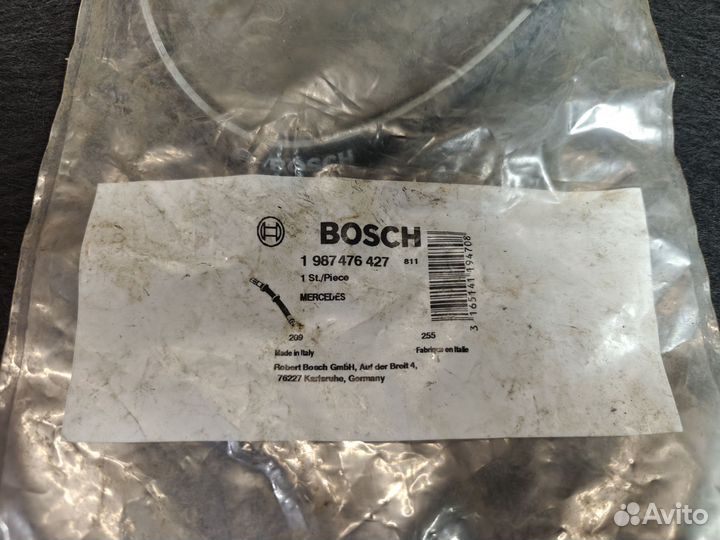 BOSCH
BOSCH
1 987 476 427 811
1 St./Piece
MERCEDES
209 255
Made in Italy Fabriqué en Italie
Robert Bosch GmbH, Auf der Breit 4,
76227 Karlsruhe, Germany
3 165141 194708
Avito